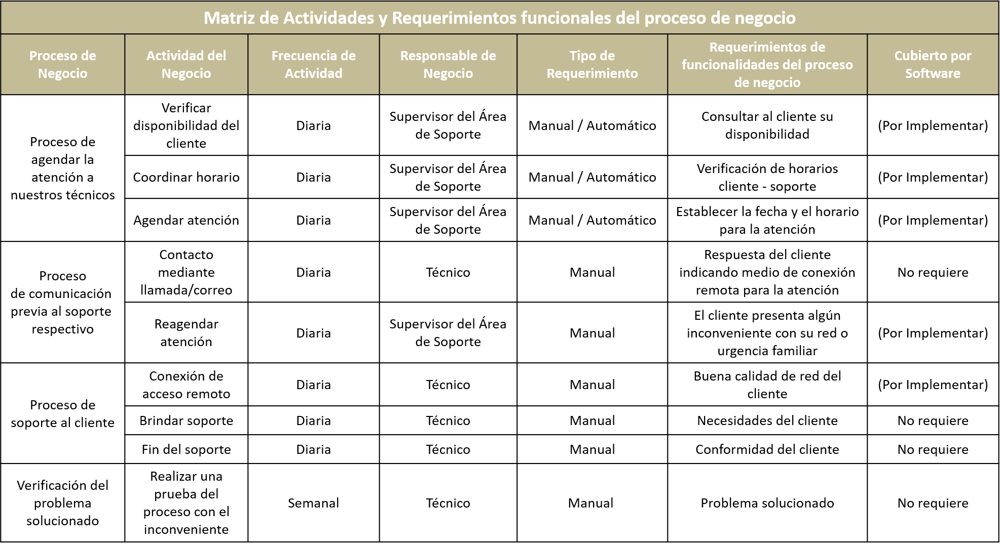 Matriz de Actividades y Requerimientos funcionales del proceso de negocio
Proceso de
Negocio
Actividad del
Negocio
Frecuencia de
Actividad
Responsable de
Negocio
Tipo de
Requerimiento
Requerimientos de
funcionalidades del proceso
de negocio
Cubierto por
Software
Proceso de
agendar la
atención a
nuestros técnicos
Verificar
disponibilidad del
cliente
Diaria
Supervisor del Área
de Soporte
Manual / Automático
Consultar al cliente su
disponibilidad
(Por Implementar)
Coordinar horario
Diaria
Supervisor del Área
de Soporte
Manual / Automático
Verificación de horarios
cliente - soporte
(Por Implementar)
Agendar atención
Diaria
Supervisor del Área
de Soporte
Manual / Automático
Establecer la fecha y el horario
para la atención
(Por Implementar)
Proceso
de comunicación
previa al soporte
respectivo
Contacto
mediante
llamada/correo
Diaria
Técnico
Manual
Respuesta del cliente
indicando medio de conexión
remota para la atención
No requiere
Reagendar
atención
Diaria
Supervisor del Área
de Soporte
Manual
El cliente presenta algún
inconveniente con su red o
urgencia familiar
(Por Implementar)
Proceso de
soporte al cliente
Conexión de
acceso remoto
Diaria
Técnico
Manual
Buena calidad de red del
cliente
(Por Implementar)
Brindar soporte
Diaria
Técnico
Manual
Necesidades del cliente
No requiere
Fin del soporte
Diaria
Técnico
Manual
Conformidad del cliente
No requiere
Verificación del
problema
solucionado
Realizar una
prueba del
proceso con el
inconveniente
Semanal
Técnico
Manual
Problema solucionado
No requiere